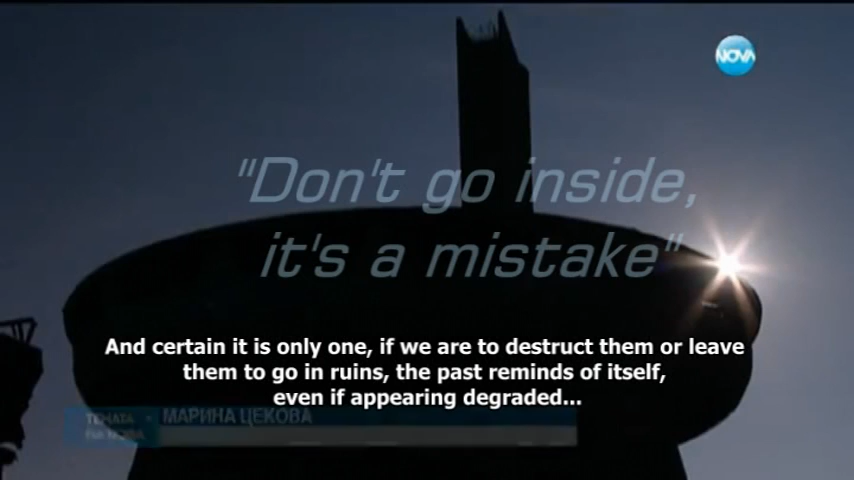 NOVA
"Don't go inside,
it's a mistake"
And certain it is only one, if we are to destruct them or leave
them to go in ruins, the past reminds of itself,
even if appearing degraded...
ТЕМАТА
НА NOVA
МАРИНА ЦЕКОВА